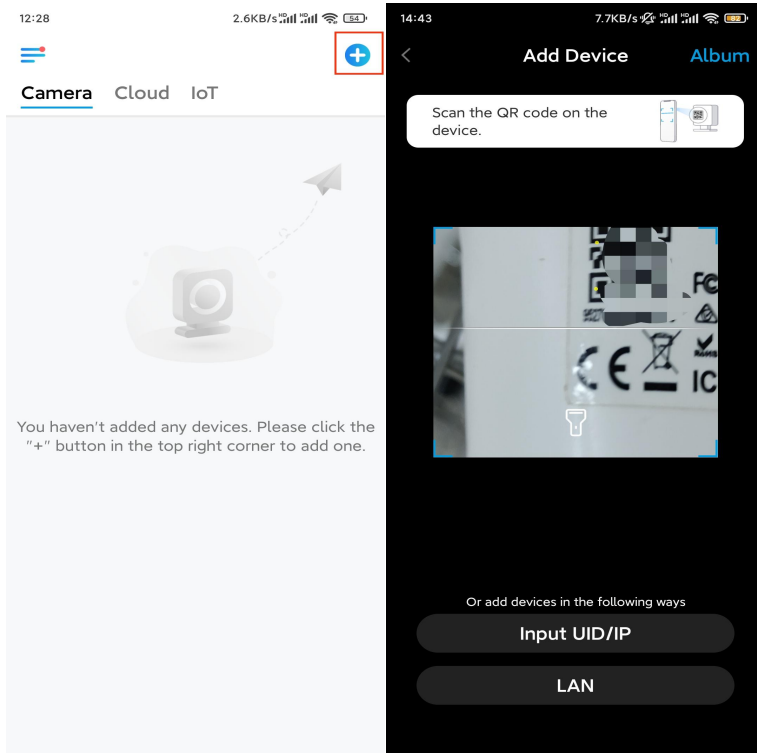 12:28
2.6KB/s
54
Camera Cloud IoT
You haven't added any devices. Please click the
"+" button in the top right corner to add one.
14:43
7.7KB/s
82
Add Device
Album
Scan the QR code on the
device.
FC
CE
IC
Or add devices in the following ways
Input UID/IP
LAN